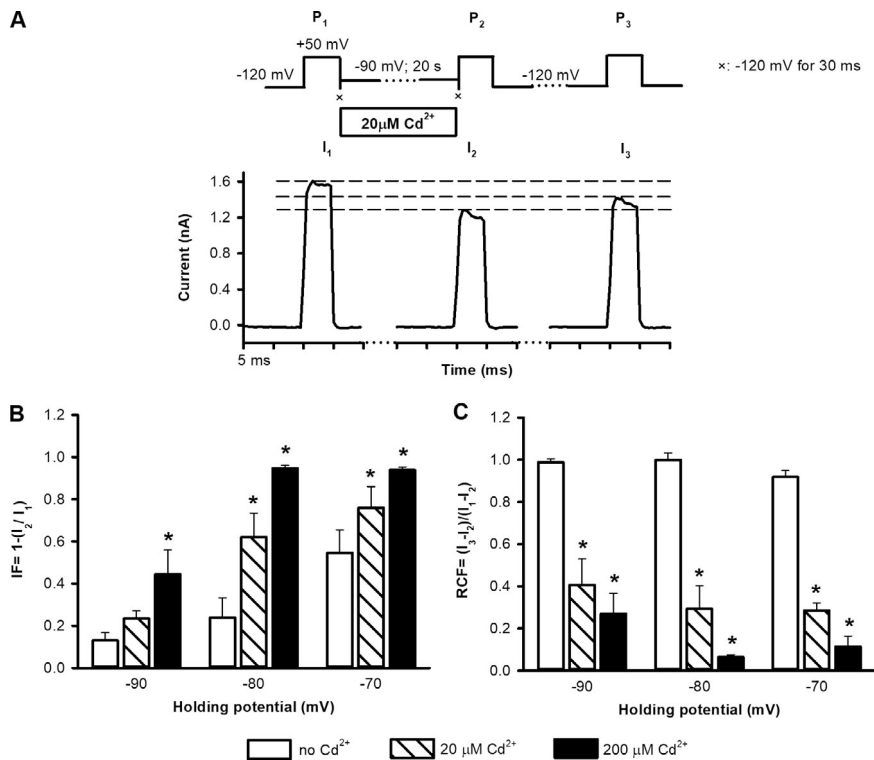 A
P1 P2 P3
+50 mV
-120 mV -90 mV; 20 s -120 mV ×: -120 mV for 30 ms
× ×
20µM Cd2+
I1 I2 I3
Current (nA)
1.6
1.2
0.8
0.4
0.0
5 ms
Time (ms)
B
IF= 1-(I2/ I1)
1.2
1.0
0.8
0.6
0.4
0.2
0.0
* * * * *
-90 -80 -70
Holding potential (mV)
C
RCF= (I3-I2)/(I1-I2)
1.2
1.0
0.8
0.6
0.4
0.2
0.0
* * * * * *
-90 -80 -70
Holding potential (mV)
no Cd2+ 20 µM Cd2+ 200 µM Cd2+